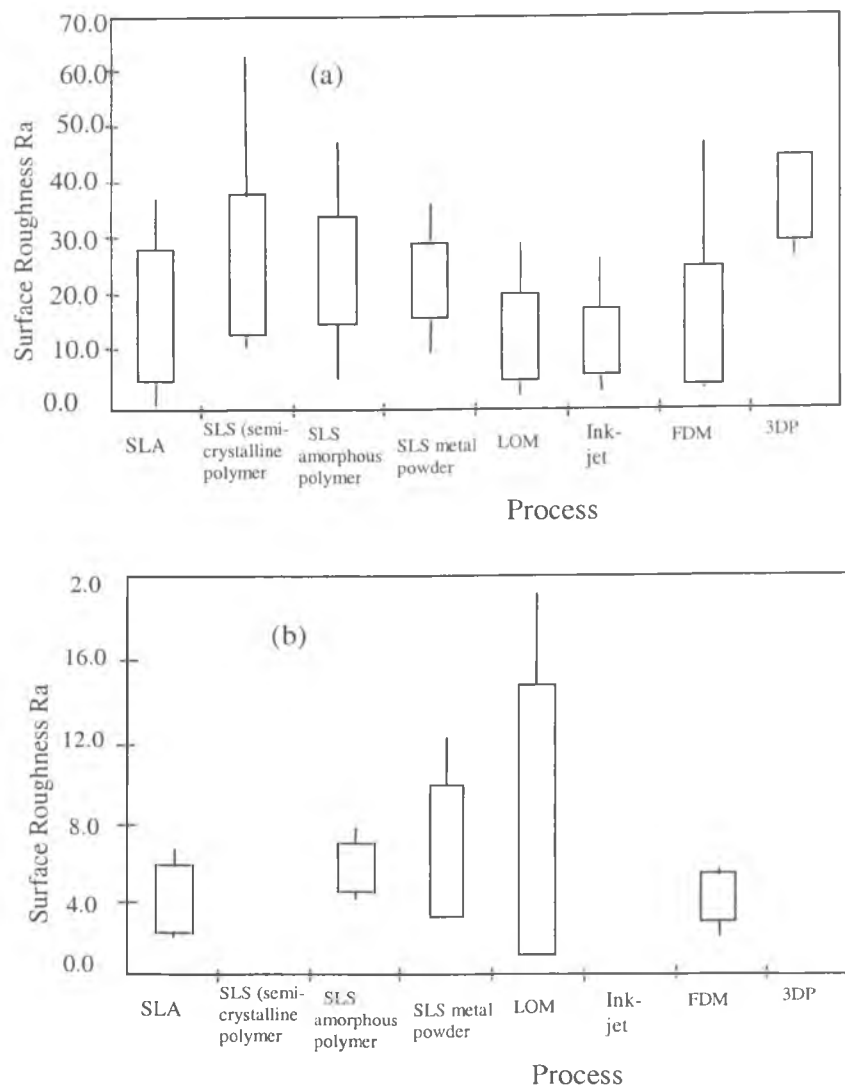 70.0
60.0
50.0
40.0
30.0
20.0
10.0
0.0
Surface Roughness Ra
(a)
SLA
SLS (semi-
crystalline
polymer
SLS
amorphous
polymer
SLS metal
powder
LOM
Ink-
jet
FDM
3DP
Process
2.0
16.0
12.0
8.0
4.0
0.0
Surface Roughness Ra
(b)
SLA
SLS (semi-
crystalline
polymer
SLS
amorphous
polymer
SLS metal
powder
LOM
Ink-
jet
FDM
3DP
Process